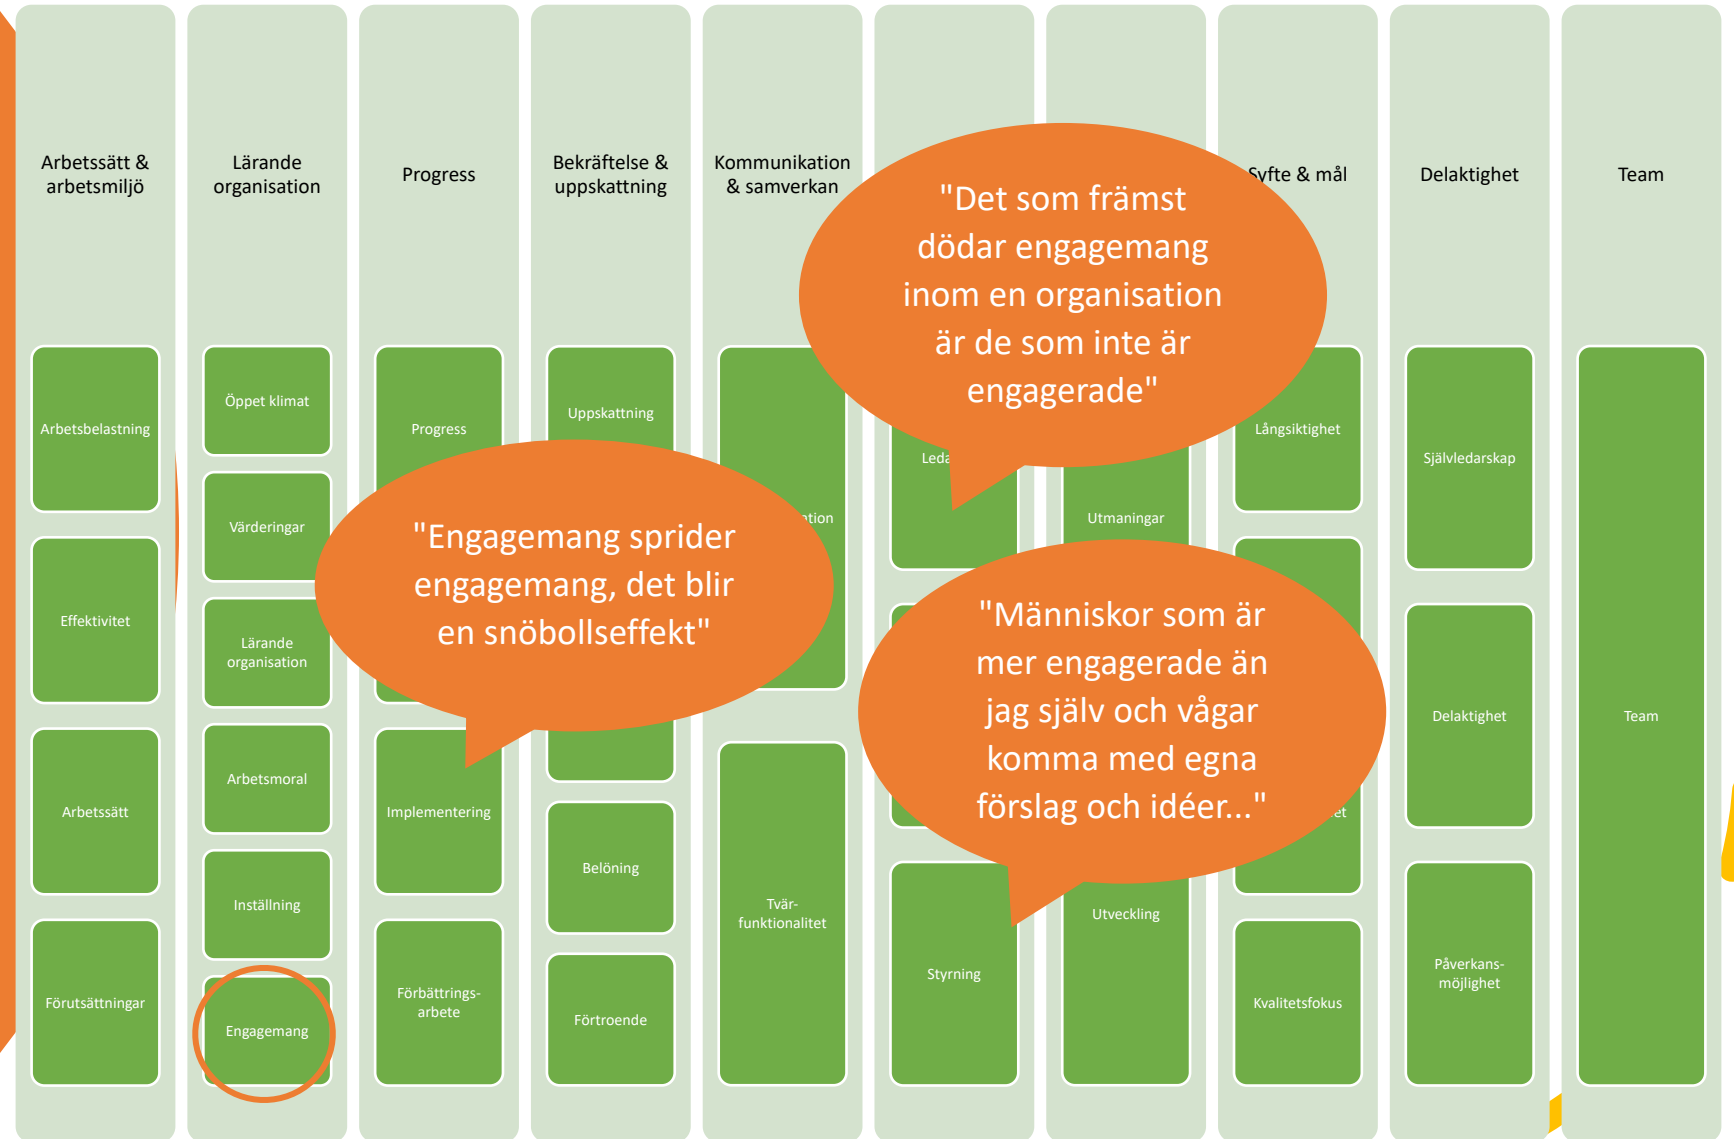 Arbetssätt &
arbetsmiljö
Arbetsbelastning
Effektivitet
Arbetssätt
Förutsättningar
Lärande
organisation
Öppet klimat
Värderingar
Lärande
organisation
Arbetsmoral
Inställning
Engagemang
Progress
Progress
Implementering
Förbättrings-
arbete
Bekräftelse &
uppskattning
Uppskattning
Belöning
Förtroende
Kommunikation
& samverkan
Tvär-
funktionalitet
Styrning
Utmaningar
Utveckling
Syfte & mål
Långsiktighet
Kvalitetsfokus
Delaktighet
Självledarskap
Delaktighet
Påverkans-
möjlighet
Team
Team
"Det som främst
dödar engagemang
inom en organisation
är de som inte är
engagerade"
"Engagemang sprider
engagemang, det blir
en snöbollseffekt"
"Människor som är
mer engagerade än
jag själv och vågar
komma med egna
förslag och idéer..."